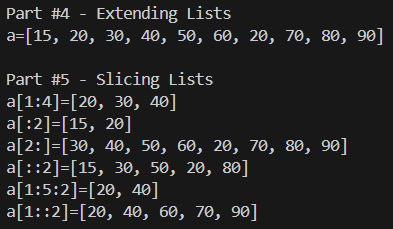 Part #4 - Extending Lists
a=[15, 20, 30, 40, 50, 60, 20, 70, 80, 90]
Part #5 - Slicing Lists
a[1:4]=[20, 30, 40]
a[:2]=[15, 20]
a[2:]=[30, 40, 50, 60, 20, 70, 80, 90]
a[::2]=[15, 30, 50, 20, 80]
a[1:5:2]=[20, 40]
a[1::2]=[20, 40, 60, 70, 90]